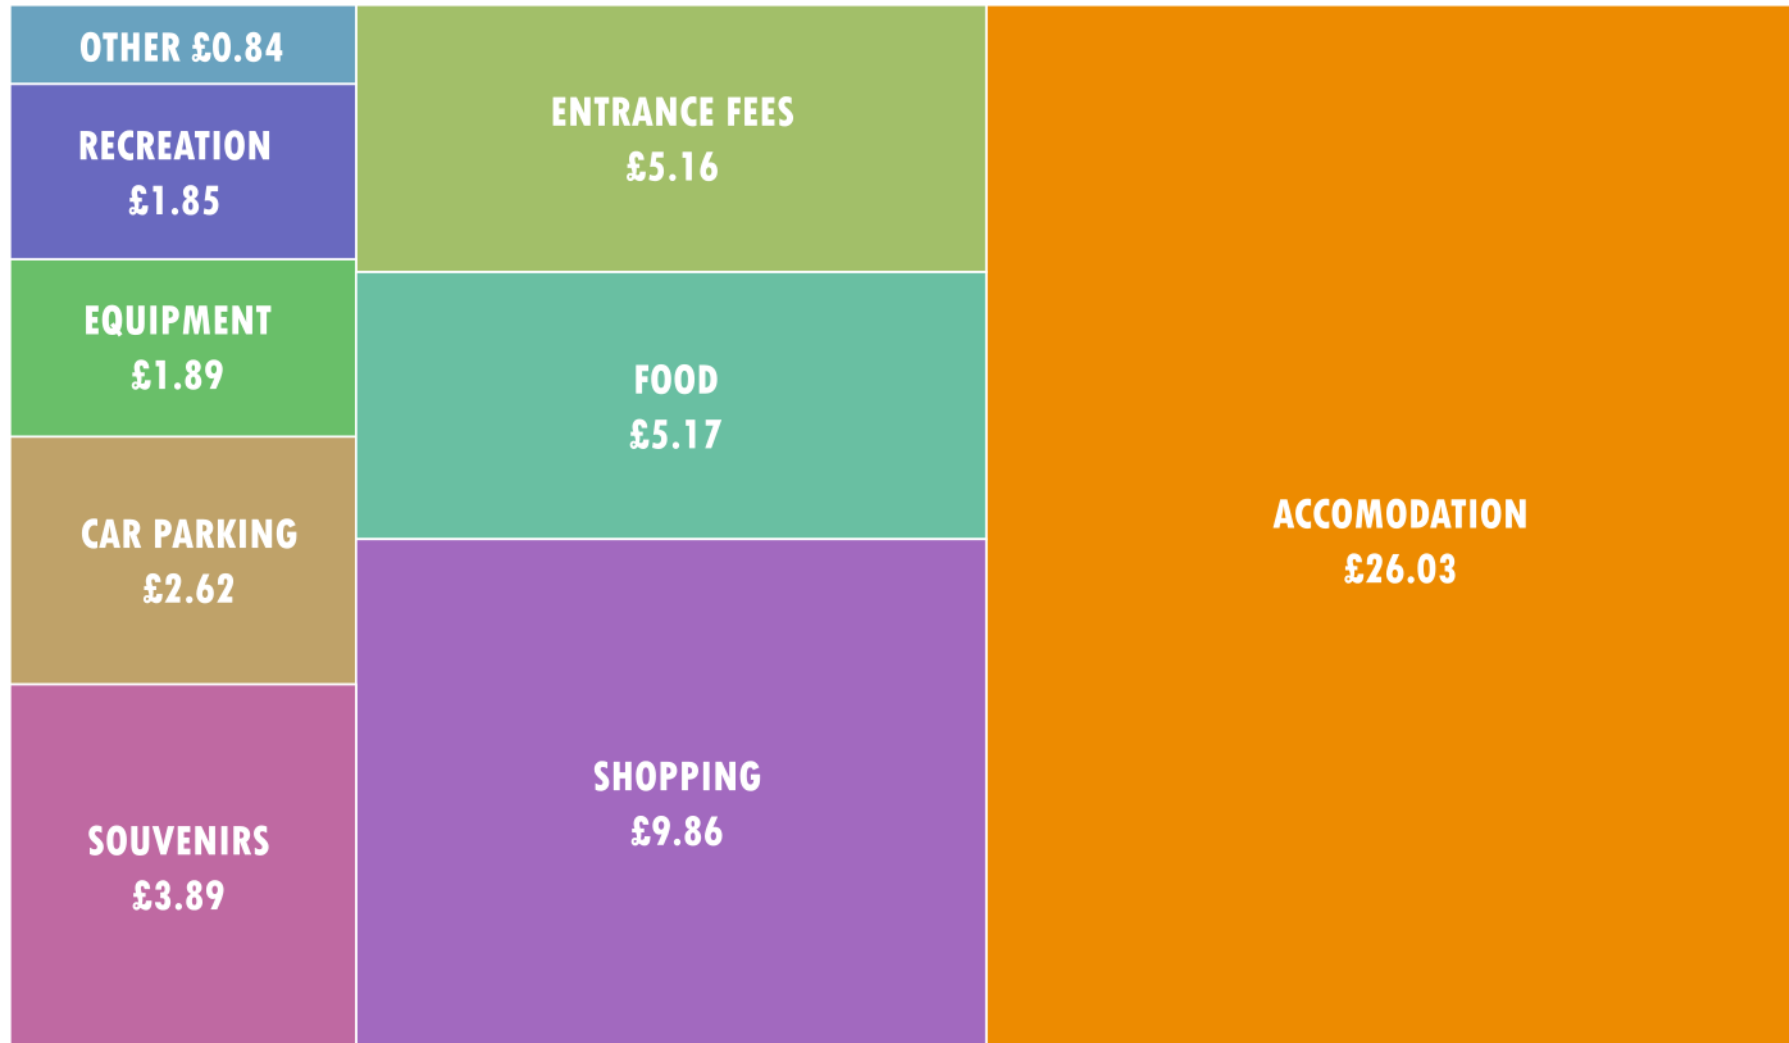 OTHER £0.84
RECREATION
£1.85
EQUIPMENT
£1.89
CAR PARKING
£2.62
SOUVENIRS
£3.89
ENTRANCE FEES
£5.16
FOOD
£5.17
SHOPPING
£9.86
ACCOMODATION
£26.03